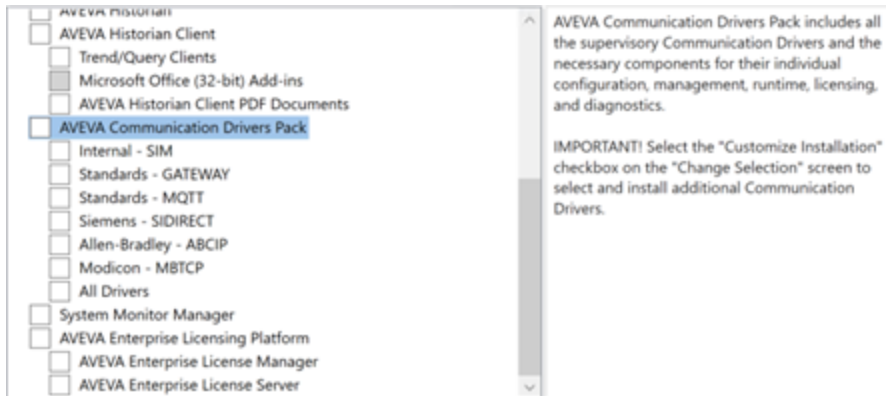 AVEVA Historian
AVEVA Historian Client
Trend/Query Clients
Microsoft Office (32-bit) Add-ins
AVEVA Historian Client PDF Documents
AVEVA Communication Drivers Pack
Internal - SIM
Standards - GATEWAY
Standards - MQTT
Siemens - SIDIRECT
Allen-Bradley - ABCIP
Modicon - MBTCP
All Drivers
System Monitor Manager
AVEVA Enterprise Licensing Platform
AVEVA Enterprise License Manager
AVEVA Enterprise License Server
AVEVA Communication Drivers Pack includes all
the supervisory Communication Drivers and the
necessary components for their individual
configuration, management, runtime, licensing,
and diagnostics.
IMPORTANT! Select the "Customize Installation"
checkbox on the "Change Selection" screen to
select and install additional Communication
Drivers.